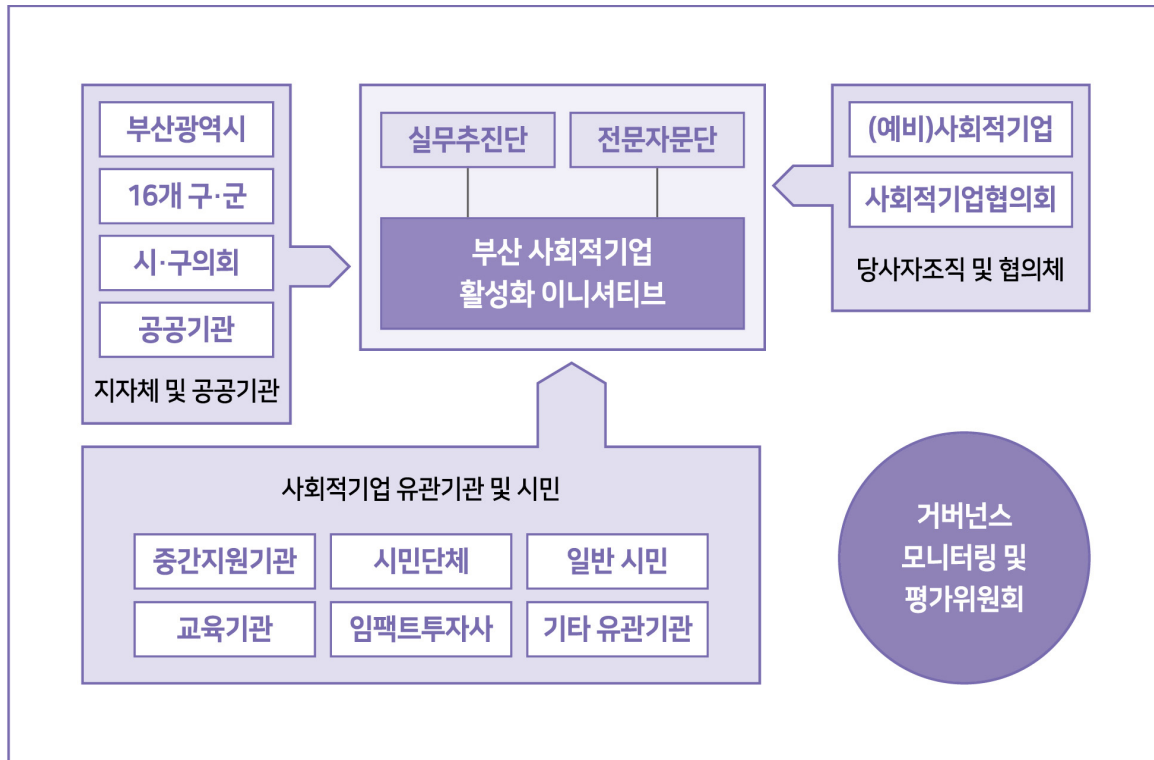 부산광역시
16개 구·군
시·구의회
공공기관
지자체 및 공공기관
실무추진단
전문자문단
부산 사회적기업
활성화 이니셔티브
(예비)사회적기업
사회적기업협의회
당사자조직 및 협의체
사회적기업 유관기관 및 시민
중간지원기관
시민단체
일반 시민
교육기관
임팩트투자사
기타 유관기관
거버넌스
모니터링 및
평가위원회